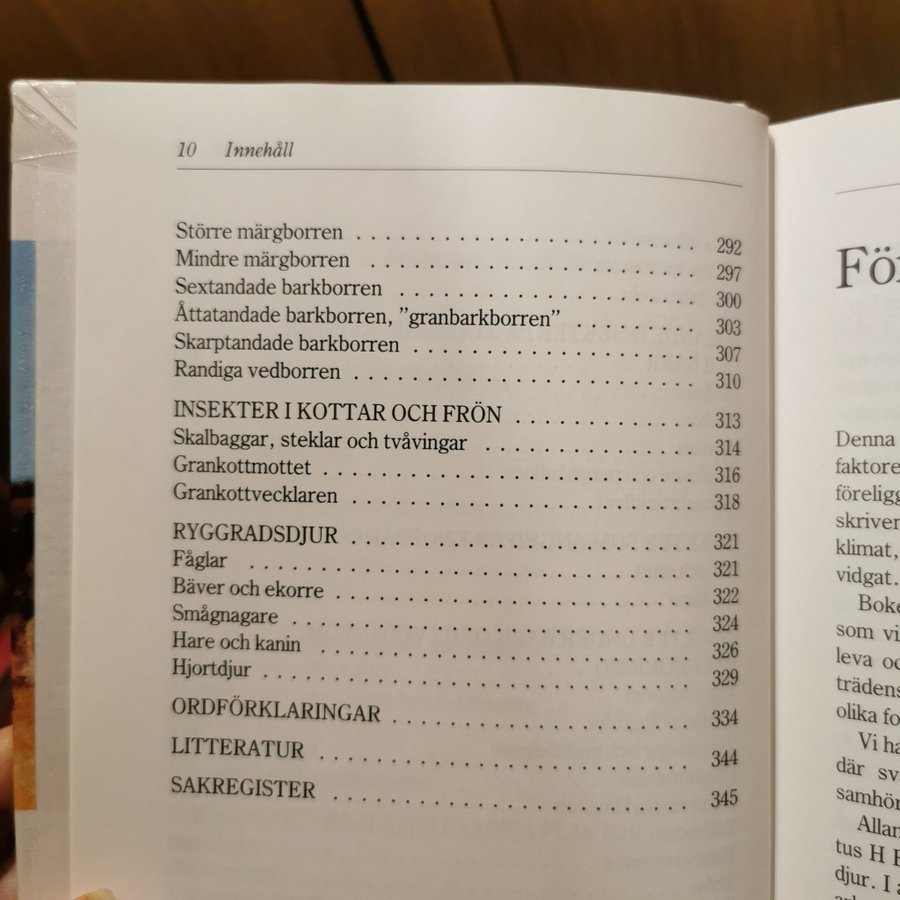 10 Innehåll
Större märgborren . . . . . . . . . . . . . . . . . . . . . . . . . . 292
Mindre märgborren . . . . . . . . . . . . . . . . . . . . . . . . . 297
Sextandade barkborren . . . . . . . . . . . . . . . . . . . . . . . 300
Åttatandade barkborren, ”granbarkborren” . . . . . . . . . 303
Skarptandade barkborren . . . . . . . . . . . . . . . . . . . . . 307
Randiga vedborren . . . . . . . . . . . . . . . . . . . . . . . . . . 310
INSEKTER I KOTTAR OCH FRÖN . . . . . . . . . . . . . . 313
Skalbaggar, steklar och tvåvingar . . . . . . . . . . . . . . . . 314
Grankottmottet . . . . . . . . . . . . . . . . . . . . . . . . . . . . 316
Grankottvecklaren . . . . . . . . . . . . . . . . . . . . . . . . . . 318
RYGGRADSDJUR . . . . . . . . . . . . . . . . . . . . . . . . . . 321
Fåglar . . . . . . . . . . . . . . . . . . . . . . . . . . . . . . . . . . 321
Bäver och ekorre . . . . . . . . . . . . . . . . . . . . . . . . . . . 322
Smågnagare . . . . . . . . . . . . . . . . . . . . . . . . . . . . . . 324
Hare och kanin . . . . . . . . . . . . . . . . . . . . . . . . . . . . 326
Hjortdjur . . . . . . . . . . . . . . . . . . . . . . . . . . . . . . . . 329
ORDFÖRKLARINGAR . . . . . . . . . . . . . . . . . . . . . . . 334
LITTERATUR . . . . . . . . . . . . . . . . . . . . . . . . . . . . 344
SAKREGISTER . . . . . . . . . . . . . . . . . . . . . . . . . . . 345
För
Denna
faktore
föreligg
skriver
klimat,
vidgat.
Boke
som vi
leva oc
trädens
olika fo
Vi ha
där sv
samhör
Allan
tus H E
djur. I a